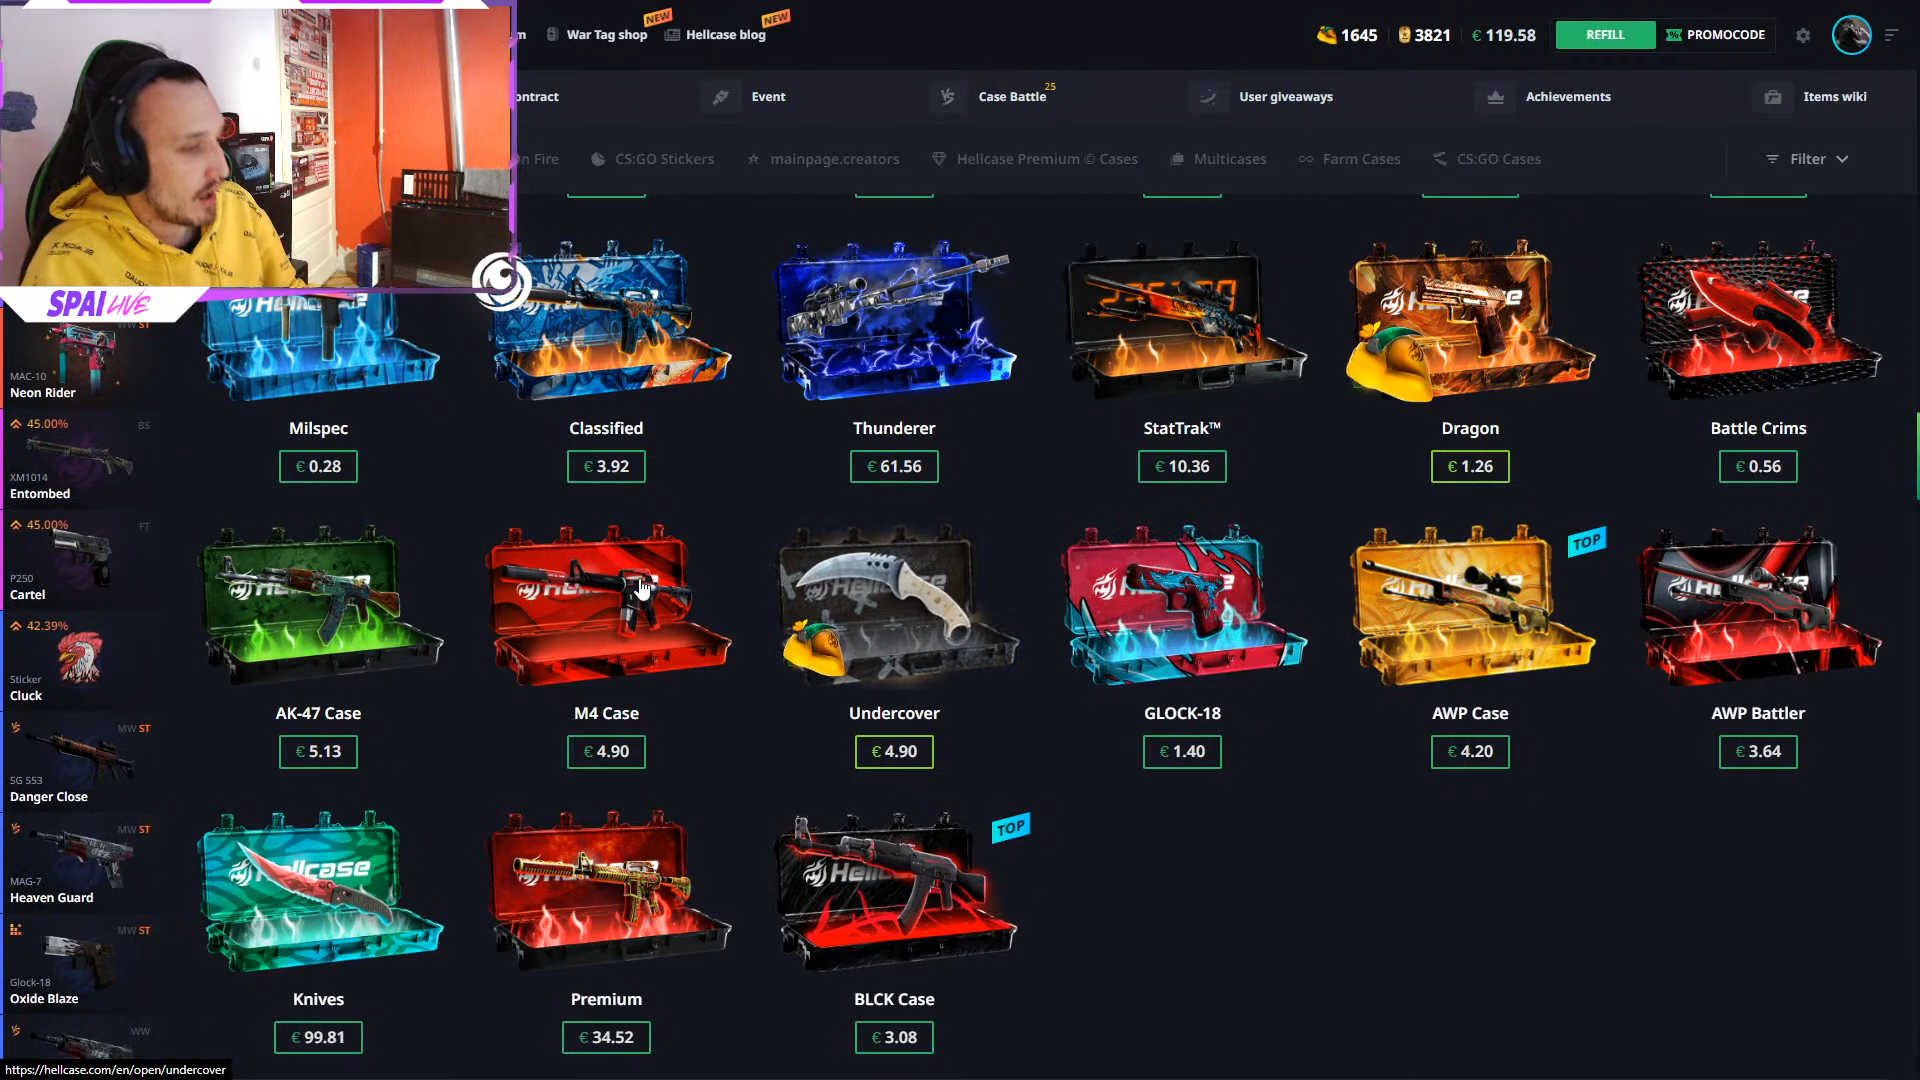 War Tag shop
NEW
Hellcase blog
NEW
1645
3821
€ 119.58
REFILL
PROMOCODE
ontract
Event
Case Battle
25
User giveaways
Achievements
Items wiki
n Fire
CS:GO Stickers
mainpage.creators
Hellcase Premium © Cases
Multicases
Farm Cases
CS:GO Cases
Filter
SPAI LIVE
WW ST
MAC-10
Neon Rider
45.00%
BS
XM1014
Entombed
45.00%
FT
P250
Cartel
42.39%
Sticker
Cluck
MW ST
SG 553
Danger Close
MW ST
MAG-7
Heaven Guard
MW ST
Glock-18
Oxide Blaze
WW
Milspec
Classified
Thunderer
StatTrak™
Dragon
Battle Crims
€ 0.28
€ 3.92
€ 61.56
€ 10.36
€ 1.26
€ 0.56
TOP
AK-47 Case
M4 Case
Undercover
GLOCK-18
AWP Case
AWP Battler
€ 5.13
€ 4.90
€ 4.90
€ 1.40
€ 4.20
€ 3.64
TOP
Hellcase
Knives
Premium
BLCK Case
€ 99.81
€ 34.52
€ 3.08
https://hellcase.com/en/open/undercover